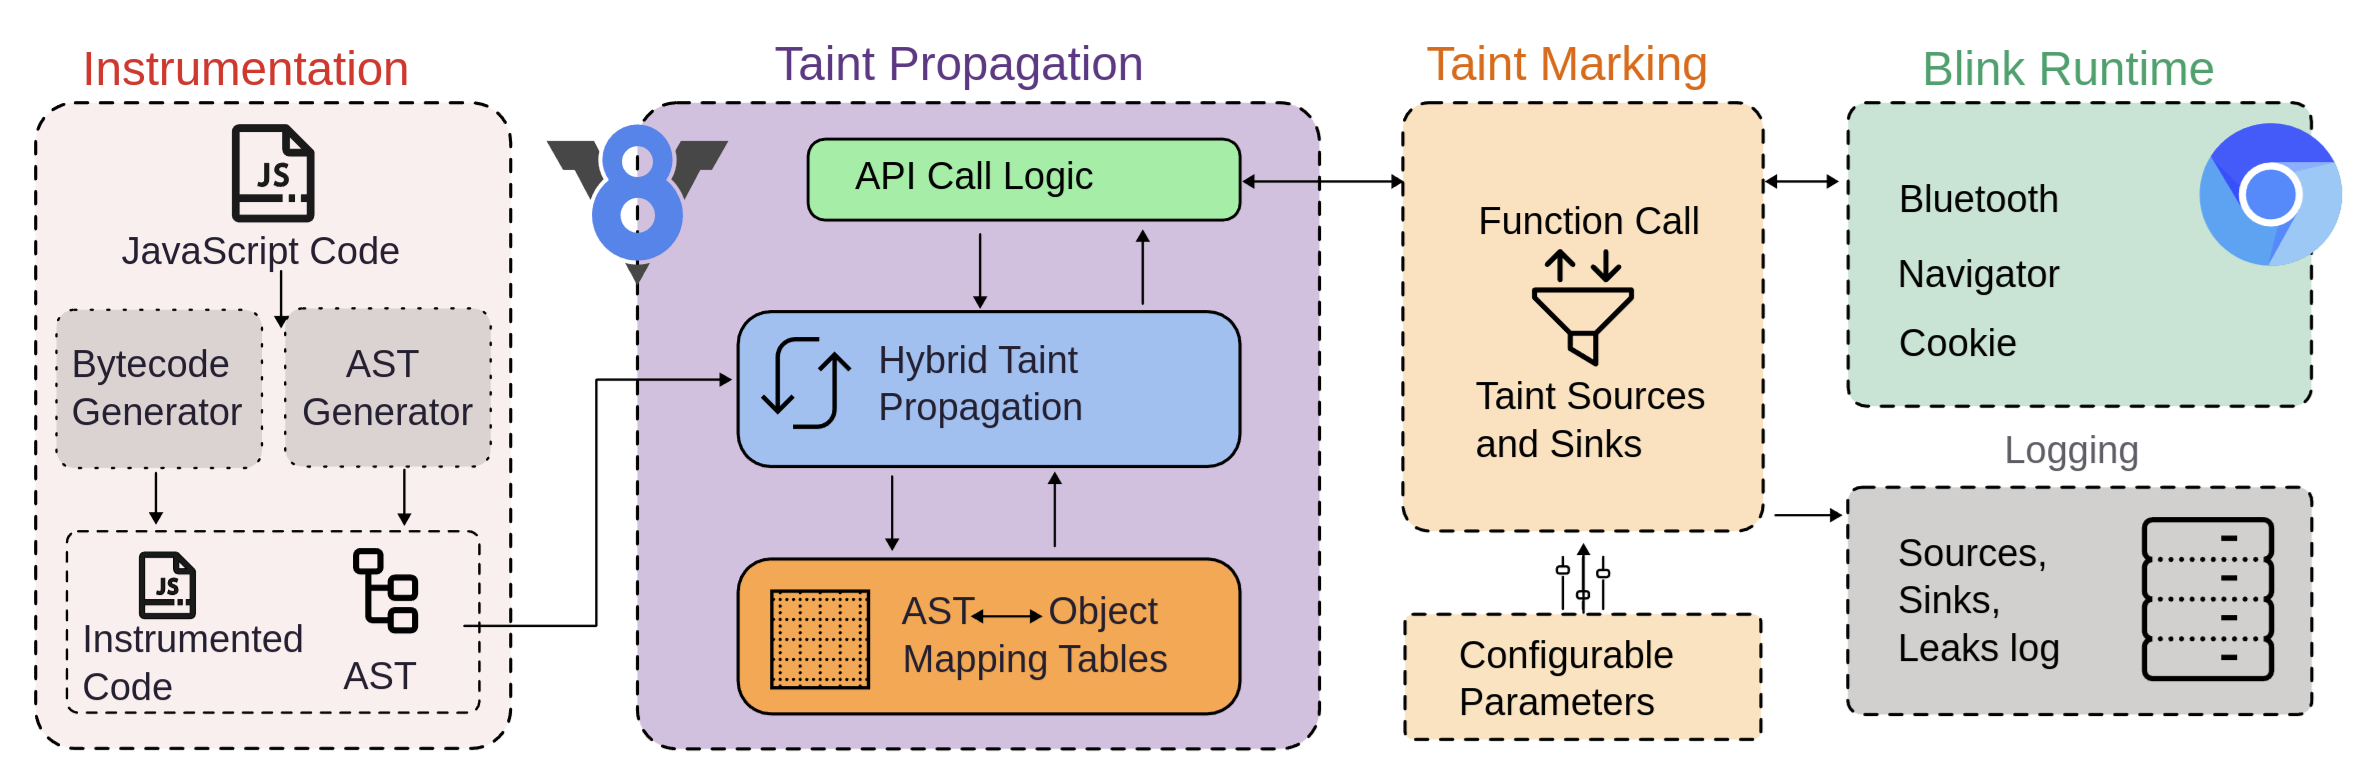 Instrumentation
JS
JavaScript Code
Bytecode
Generator
AST
Generator
JS
Instrumented
Code
AST
Taint Propagation
8
API Call Logic
Hybrid Taint
Propagation
AST Object
Mapping Tables
Taint Marking
Function Call
Taint Sources
and Sinks
Configurable
Parameters
Blink Runtime
Bluetooth
Navigator
Cookie
Logging
Sources,
Sinks,
Leaks log